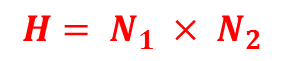 H = N₁ × N₂